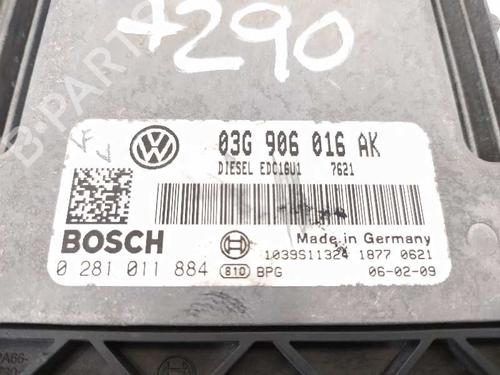 x290
B-PARTS
03G 906 016 AK
DIESEL EDC16U1 7621
BOSCH
Made in Germany
1039S11324 1877 0621
0 281 011 884 810 BPG 06-02-09